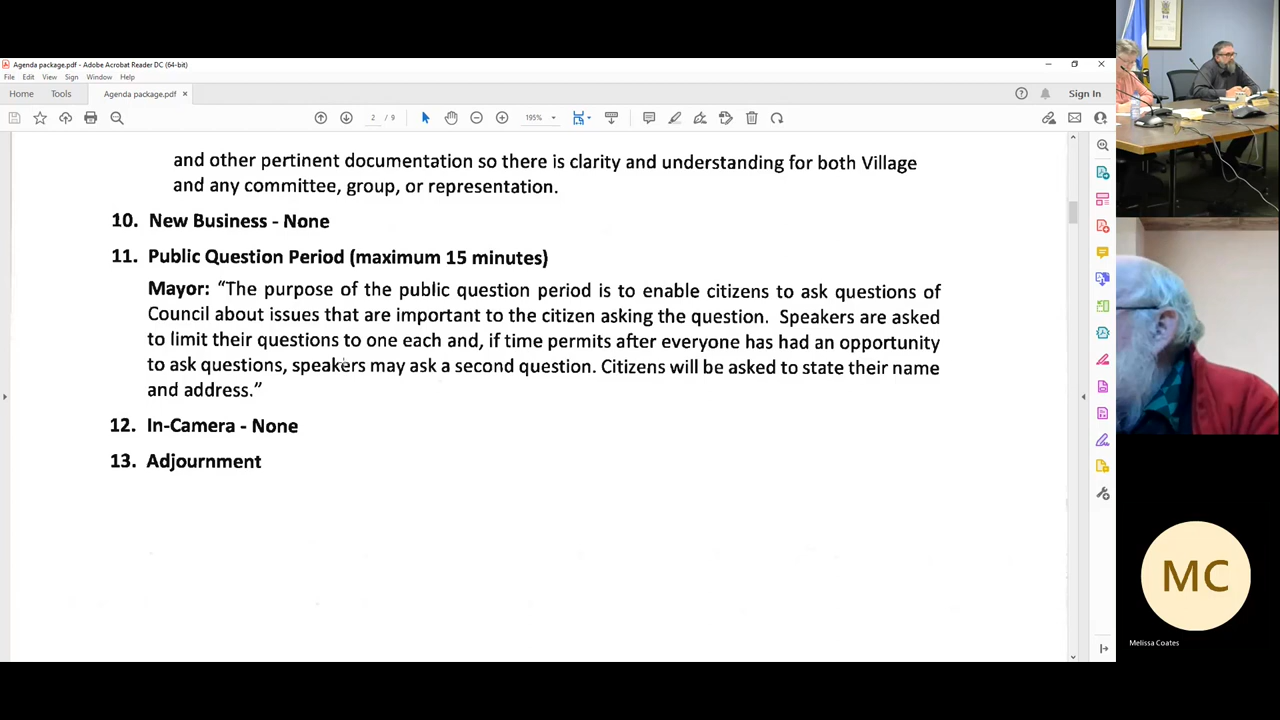 Agenda package.pdf - Adobe Acrobat Reader DC (64-bit)
File Edit View Sign Window Help
Home Tools Agenda package.pdf × Sign In
2 / 9 195%
and other pertinent documentation so there is clarity and understanding for both Village
and any committee, group, or representation.
10. New Business - None
11. Public Question Period (maximum 15 minutes)
Mayor: “The purpose of the public question period is to enable citizens to ask questions of
Council about issues that are important to the citizen asking the question. Speakers are asked
to limit their questions to one each and, if time permits after everyone has had an opportunity
to ask questions, speakers may ask a second question. Citizens will be asked to state their name
and address.”
12. In-Camera - None
13. Adjournment
MC
Melissa Coates